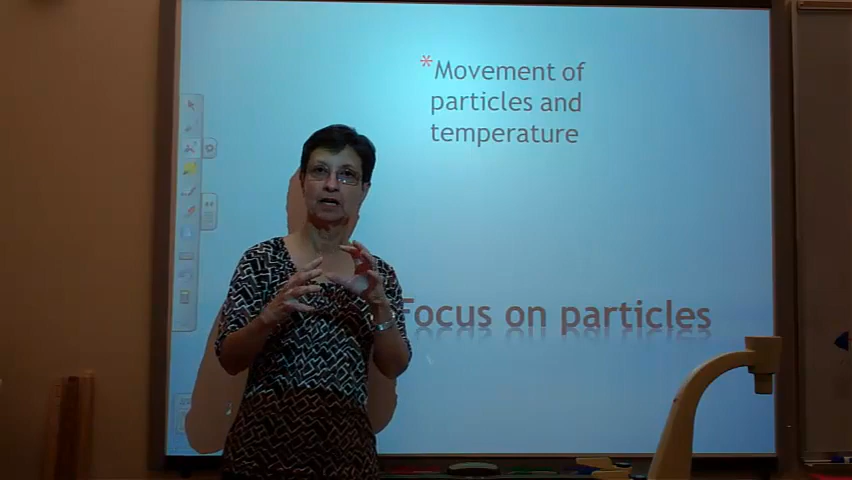 *Movement of
particles and
temperature
Focus on particles